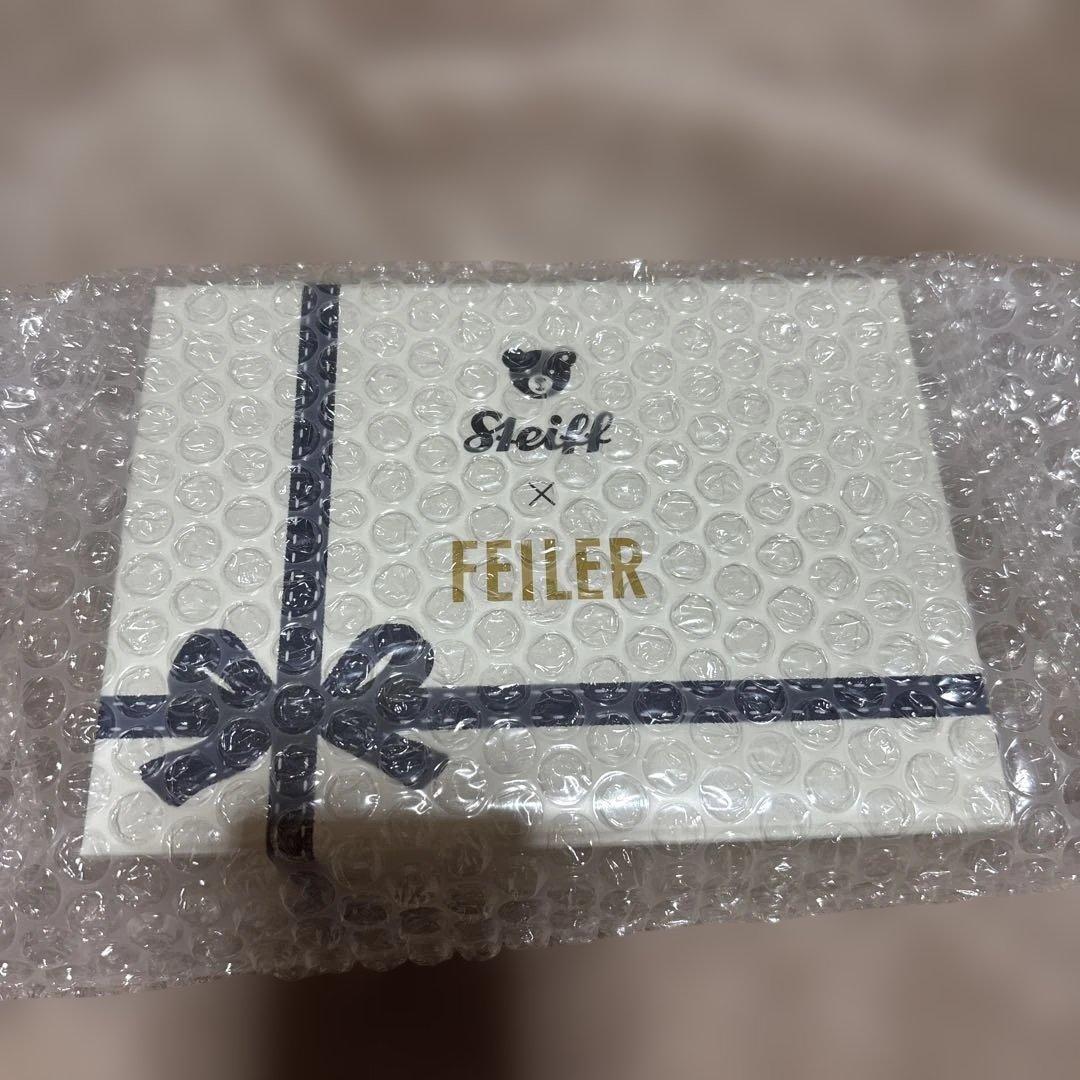 Steiff
×
FEILER